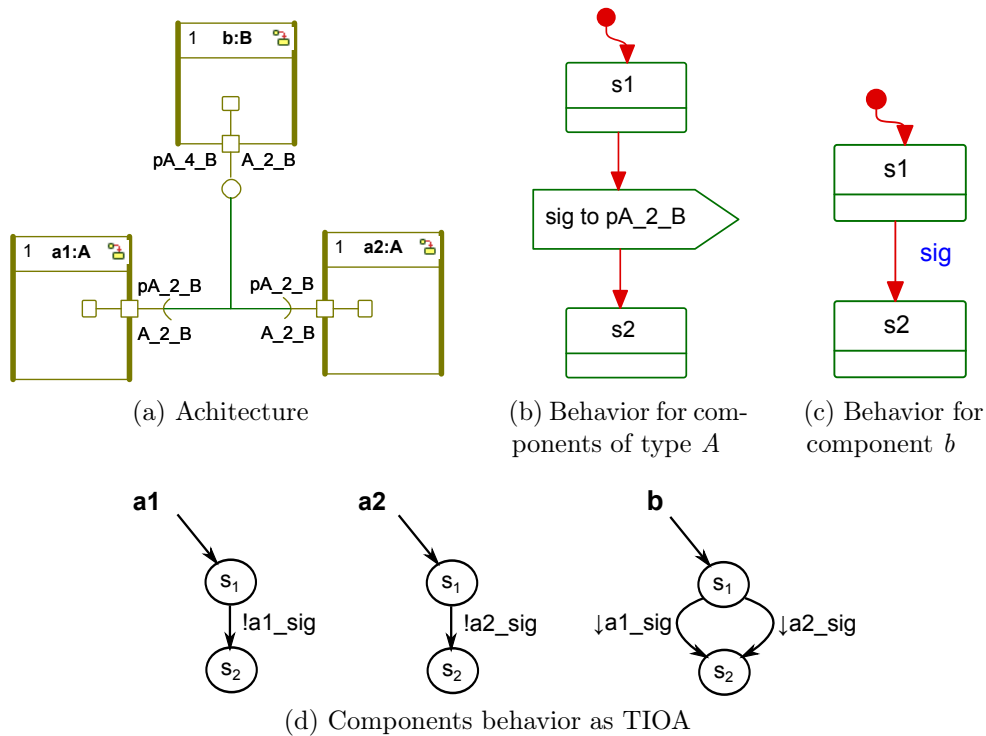 1 b:B
pA_4_B A_2_B
1 a1:A
pA_2_B
A_2_B
1 a2:A
pA_2_B
A_2_B
(a) Achitecture
s1
sig to pA_2_B
s2
(b) Behavior for com-
ponents of type A
s1
sig
s2
(c) Behavior for
component b
a1
s1
!a1_sig
s2
a2
s1
!a2_sig
s2
b
s1
↓a1_sig ↓a2_sig
s2
(d) Components behavior as TIOA